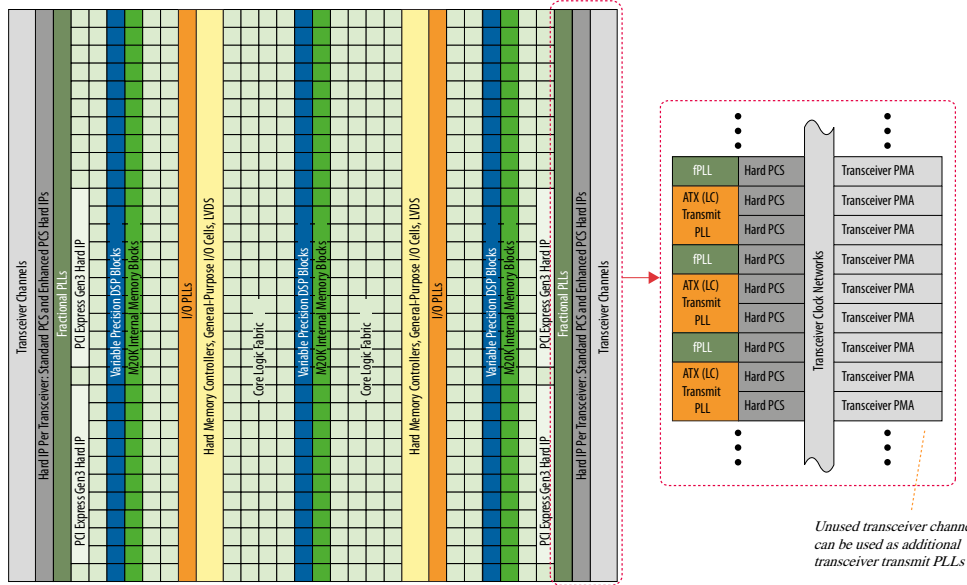 Transceiver Channels
Hard IP Per Transceiver: Standard PCS and Enhanced PCS Hard IPs
Fractional PLLs
PCI Express Gen3 Hard IP
PCI Express Gen3 Hard IP
Variable Precision DSP Blocks
M20K Internal Memory Blocks
I/O PLLs
Hard Memory Controllers, General-Purpose I/O Cells, LVDS
Core Logic Fabric
Variable Precision DSP Blocks
M20K Internal Memory Blocks
Core Logic Fabric
Hard Memory Controllers, General-Purpose I/O Cells, LVDS
I/O PLLs
Variable Precision DSP Blocks
M20K Internal Memory Blocks
PCI Express Gen3 Hard IP
PCI Express Gen3 Hard IP
Fractional PLLs
Hard IP Per Transceiver: Standard PCS and Enhanced PCS Hard IPs
Transceiver Channels
fPLL
ATX (LC)
Transmit
PLL
fPLL
ATX (LC)
Transmit
PLL
fPLL
ATX (LC)
Transmit
PLL
Hard PCS
Hard PCS
Hard PCS
Hard PCS
Hard PCS
Hard PCS
Hard PCS
Hard PCS
Hard PCS
Transceiver Clock Networks
Transceiver PMA
Transceiver PMA
Transceiver PMA
Transceiver PMA
Transceiver PMA
Transceiver PMA
Transceiver PMA
Transceiver PMA
Transceiver PMA
Unused transceiver
can be used as additional
transceiver transmit PLLs